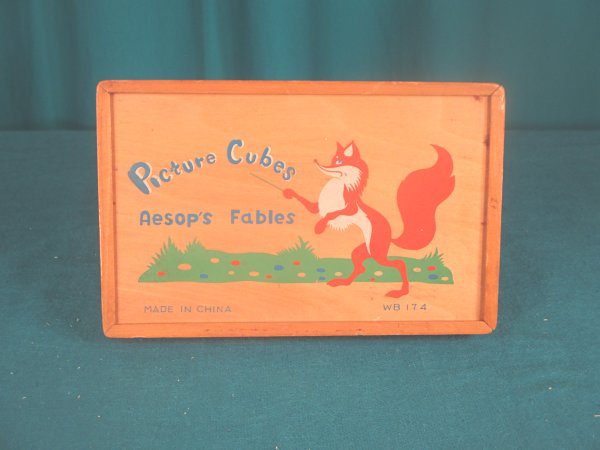 Picture Cubes
Aesop's Fables
MADE IN CHINA
WB 174